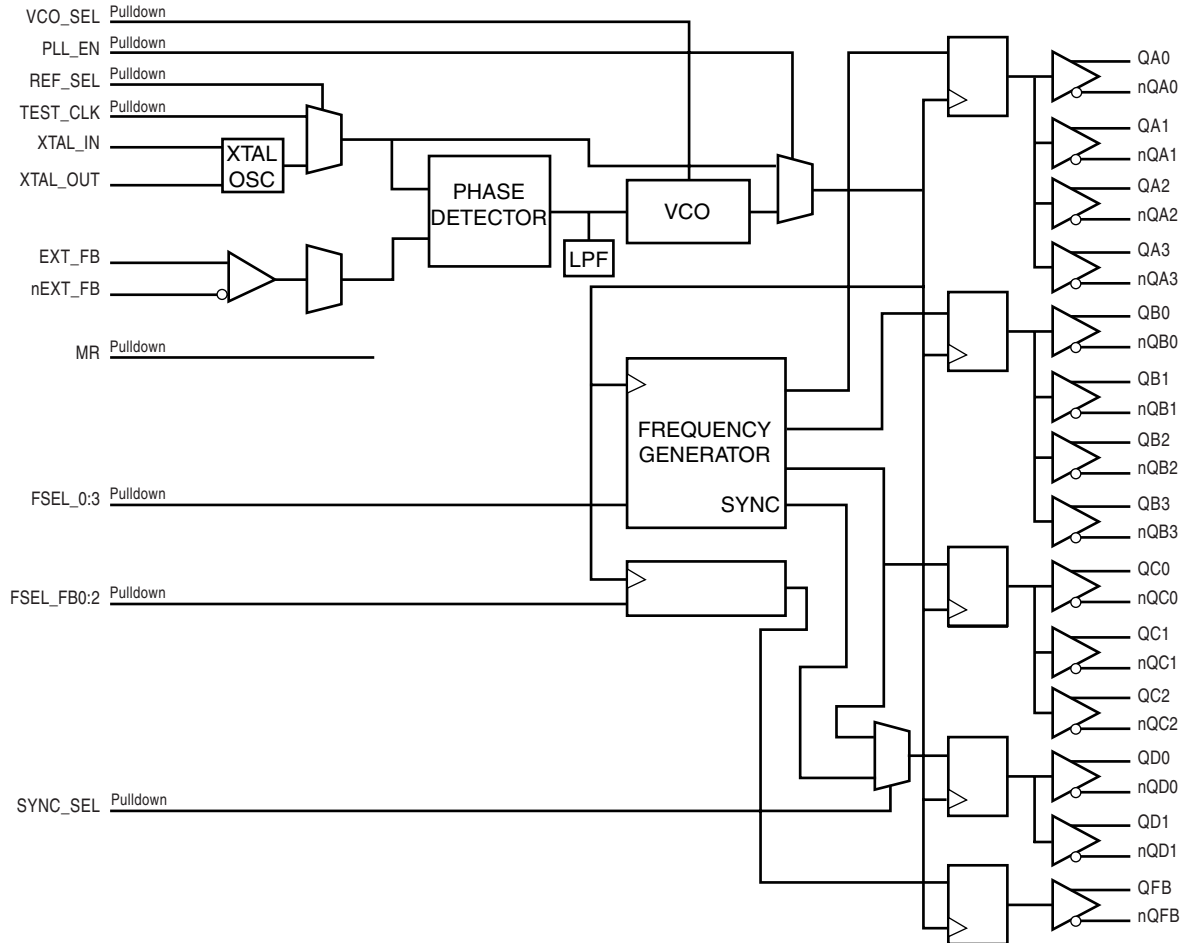 VCO_SEL Pulldown
PLL_EN Pulldown
REF_SEL Pulldown
TEST_CLK Pulldown
XTAL_IN
XTAL_OUT
XTAL
OSC
PHASE
DETECTOR
VCO
LPF
EXT_FB
nEXT_FB
MR Pulldown
FREQUENCY
GENERATOR
SYNC
FSEL_0:3 Pulldown
FSEL_FB0:2 Pulldown
SYNC_SEL Pulldown
QA0
nQA0
QA1
nQA1
QA2
nQA2
QA3
nQA3
QB0
nQB0
QB1
nQB1
QB2
nQB2
QB3
nQB3
QC0
nQC0
QC1
nQC1
QC2
nQC2
QD0
nQD0
QD1
nQD1
QFB
nQFB